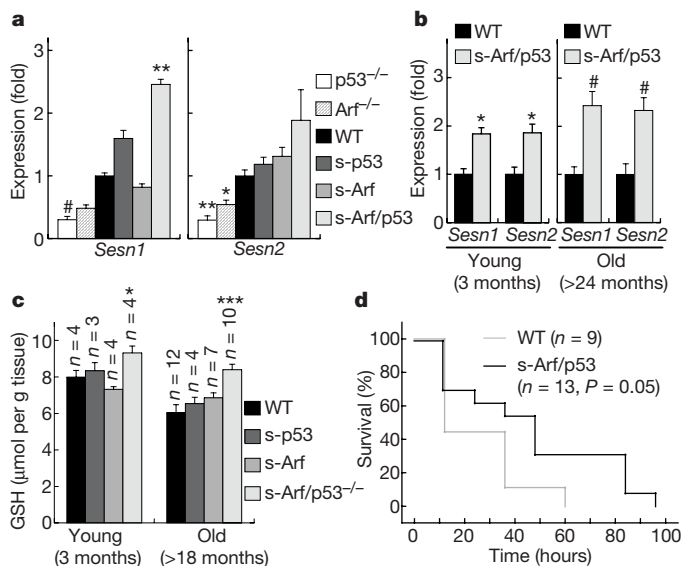 a
Expression (fold)
3
2
1
0
#
**
**
*
Sesn1
Sesn2
p53−/−
Arf−/−
WT
s-p53
s-Arf
s-Arf/p53
b
WT
s-Arf/p53
Expression (fold)
3
2
1
0
*
*
#
#
Sesn1 Sesn2 Sesn1 Sesn2
Young
(3 months)
Old
(>24 months)
c
GSH (μmol per g tissue)
10
8
6
4
2
0
n = 4
n = 3
n = 4
n = 4*
n = 12
n = 4
n = 7
n = 10
***
WT
s-p53
s-Arf
s-Arf/p53−/−
Young
(3 months)
Old
(>18 months)
d
WT (n = 9)
s-Arf/p53
(n = 13, P = 0.05)
Survival (%)
100
80
60
40
20
0
0 20 40 60 80 100
Time (hours)